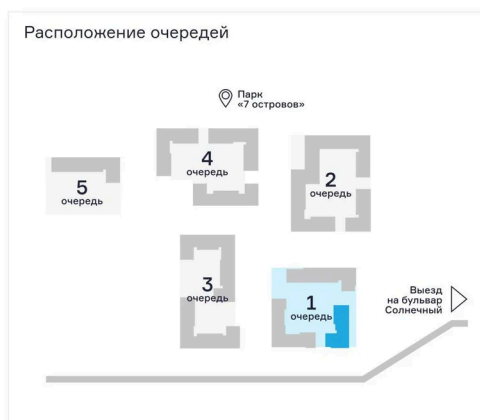 Расположение очередей
Парк
«7 островов»
4
очередь
2
очередь
5
очередь
3
очередь
1
очередь
Выезд
на бульвар
Солнечный